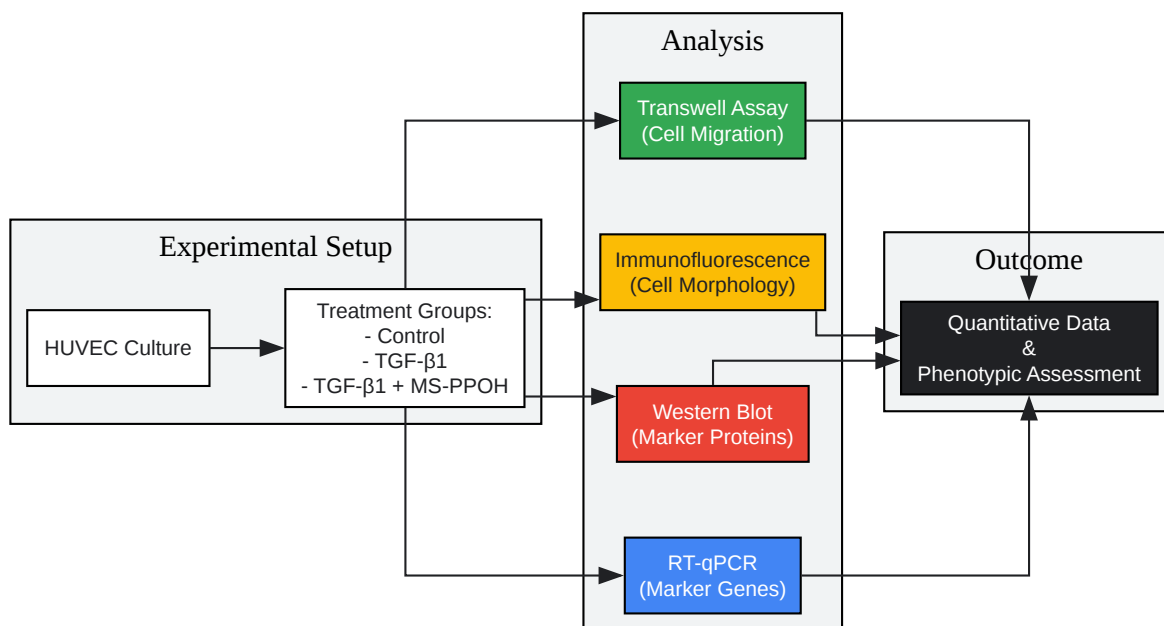 Experimental Setup
HUVEC Culture
Treatment Groups:
- Control
- TGF-β1
- TGF-β1 + MS-PPOH
Analysis
Transwell Assay
(Cell Migration)
Immunofluorescence
(Cell Morphology)
Western Blot
(Marker Proteins)
RT-qPCR
(Marker Genes)
Outcome
Quantitative Data
&
Phenotypic Assessment